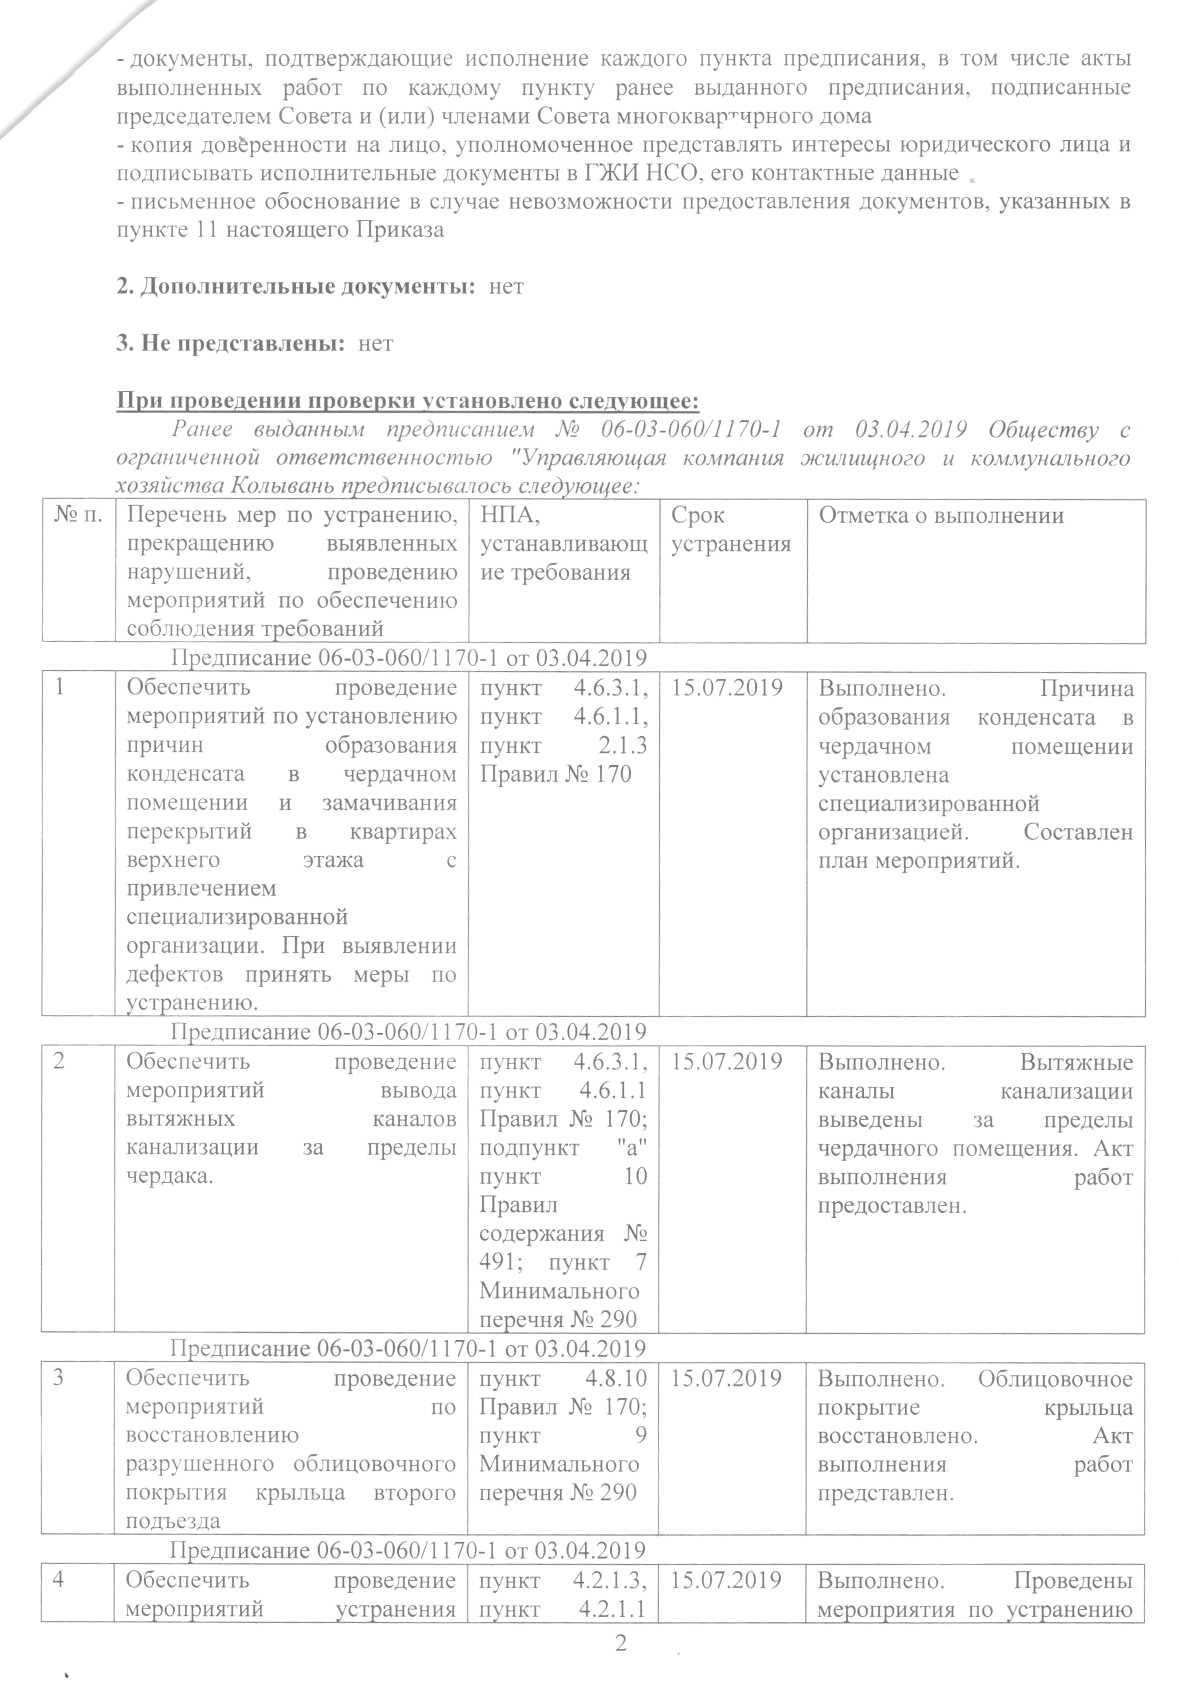 - документы, подтверждающие исполнение каждого пункта предписания, в том числе акты
выполненных работ по каждому пункту ранее выданного предписания, подписанные
председателем Совета и (или) членами Совета многоквартирного дома
- копия доверенности на лицо, уполномоченное представлять интересы юридического лица и
подписывать исполнительные документы в ГЖИ НСО, его контактные данные
- письменное обоснование в случае невозможности предоставления документов, указанных в
пункте 11 настоящего Приказа
2. Дополнительные документы: нет
3. Не представлены: нет
При проведении проверки установлено следующее:
Ранее выданным предписанием № 06-03-060/1170-1 от 03.04.2019 Обществу с
ограниченной ответственностью "Управляющая компания жилищного и коммунального
хозяйства Колывань предписывалось следующее:
№ п.
Перечень мер по устранению,
прекращению выявленных
нарушений, проведению
мероприятий по обеспечению
соблюдения требований
НПА,
устанавливающ
ие требования
Срок
устранения
Отметка о выполнении
Предписание 06-03-060/1170-1 от 03.04.2019
1
Обеспечить проведение
мероприятий по установлению
причин образования
конденсата в чердачном
помещении и замачивания
перекрытий в квартирах
верхнего этажа с
привлечением
специализированной
организации. При выявлении
дефектов принять меры по
устранению.
пункт 4.6.3.1,
пункт 4.6.1.1,
пункт 2.1.3
Правил № 170
15.07.2019
Выполнено. Причина
образования конденсата в
чердачном помещении
установлена
специализированной
организацией. Составлен
план мероприятий.
Предписание 06-03-060/1170-1 от 03.04.2019
2
Обеспечить проведение
мероприятий вывода
вытяжных каналов
канализации за пределы
чердака.
пункт 4.6.3.1,
пункт 4.6.1.1
Правил № 170;
подпункт "а"
пункт 10
Правил
содержания №
491; пункт 7
Минимального
перечня № 290
15.07.2019
Выполнено. Вытяжные
каналы канализации
выведены за пределы
чердачного помещения. Акт
выполнения работ
предоставлен.
Предписание 06-03-060/1170-1 от 03.04.2019
3
Обеспечить проведение
мероприятий по
восстановлению
разрушенного облицовочного
покрытия крыльца второго
подъезда
пункт 4.8.10
Правил № 170;
пункт 9
Минимального
перечня № 290
15.07.2019
Выполнено. Облицовочное
покрытие крыльца
восстановлено. Акт
выполнения работ
представлен.
Предписание 06-03-060/1170-1 от 03.04.2019
4
Обеспечить проведение
мероприятий устранения
пункт 4.2.1.3,
пункт 4.2.1.1
15.07.2019
Выполнено. Проведены
мероприятия по устранению
2